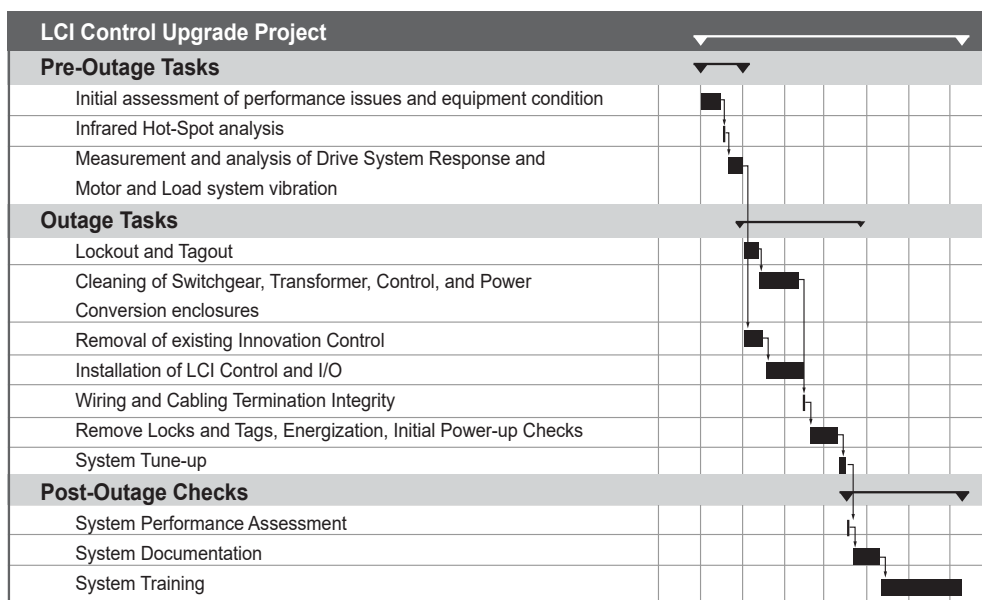 LCI Control Upgrade Project
Pre-Outage Tasks
Initial assessment of performance issues and equipment condition
Infrared Hot-Spot analysis
Measurement and analysis of Drive System Response and
Motor and Load system vibration
Outage Tasks
Lockout and Tagout
Cleaning of Switchgear, Transformer, Control, and Power
Conversion enclosures
Removal of existing Innovation Control
Installation of LCI Control and I/O
Wiring and Cabling Termination Integrity
Remove Locks and Tags, Energization, Initial Power-up Checks
System Tune-up
Post-Outage Checks
System Performance Assessment
System Documentation
System Training